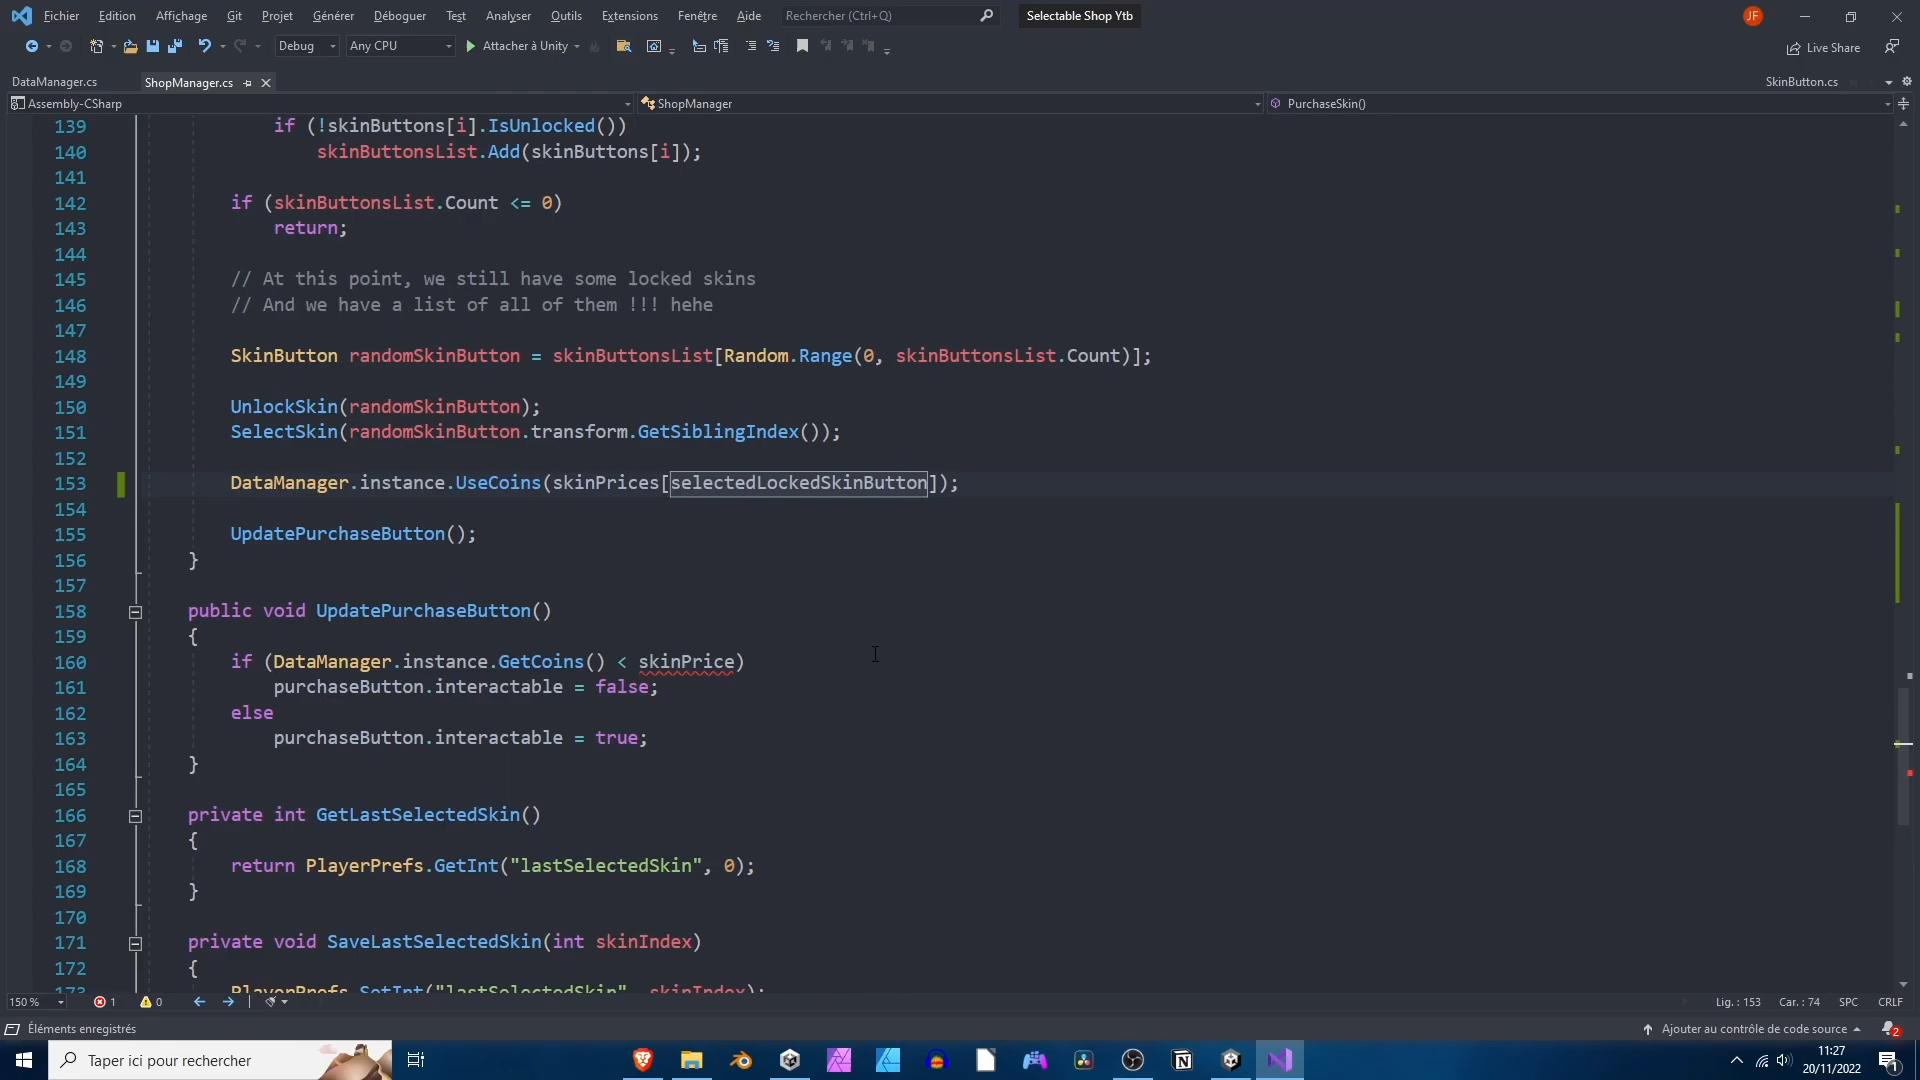 Fichier Edition Affichage Git Projet Générer Déboguer Test Analyser Outils Extensions Fenêtre Aide Rechercher (Ctrl+Q) Selectable Shop Ytb JF
Debug Any CPU Attacher à Unity Live Share
DataManager.cs ShopManager.cs SkinButton.cs
Assembly-CSharp ShopManager PurchaseSkin()
139 if (!skinButtons[i].IsUnlocked())
140 skinButtonsList.Add(skinButtons[i]);
141
142 if (skinButtonsList.Count <= 0)
143 return;
144
145 // At this point, we still have some locked skins
146 // And we have a list of all of them !!! hehe
147
148 SkinButton randomSkinButton = skinButtonsList[Random.Range(0, skinButtonsList.Count)];
149
150 UnlockSkin(randomSkinButton);
151 SelectSkin(randomSkinButton.transform.GetSiblingIndex());
152
153 DataManager.instance.UseCoins(skinPrices[selectedLockedSkinButton]);
154
155 UpdatePurchaseButton();
156 }
157
158 public void UpdatePurchaseButton()
159 {
160 if (DataManager.instance.GetCoins() < skinPrice)
161 purchaseButton.interactable = false;
162 else
163 purchaseButton.interactable = true;
164 }
165
166 private int GetLastSelectedSkin()
167 {
168 return PlayerPrefs.GetInt("lastSelectedSkin", 0);
169 }
170
171 private void SaveLastSelectedSkin(int skinIndex)
172 {
173 PlayerPrefs.SetInt("lastSelectedSkin", skinIndex);
150 % 1 0 Lig. : 153 Car. : 74 SPC CRLF
Éléments enregistrés Ajouter au contrôle de code source 2
Taper ici pour rechercher 11:27
20/11/2022 1